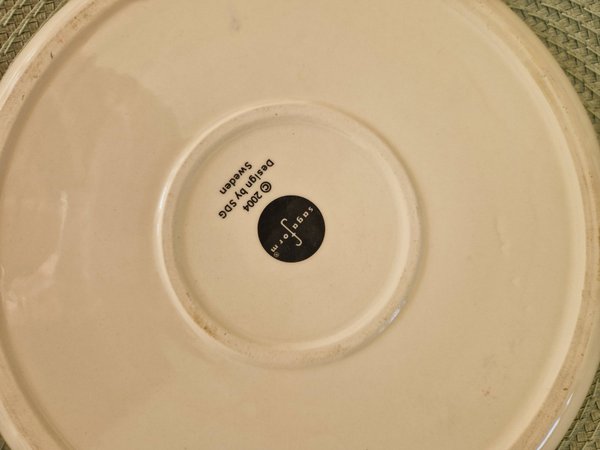 sagaform®
© 2004
Design by SDG
Sweden